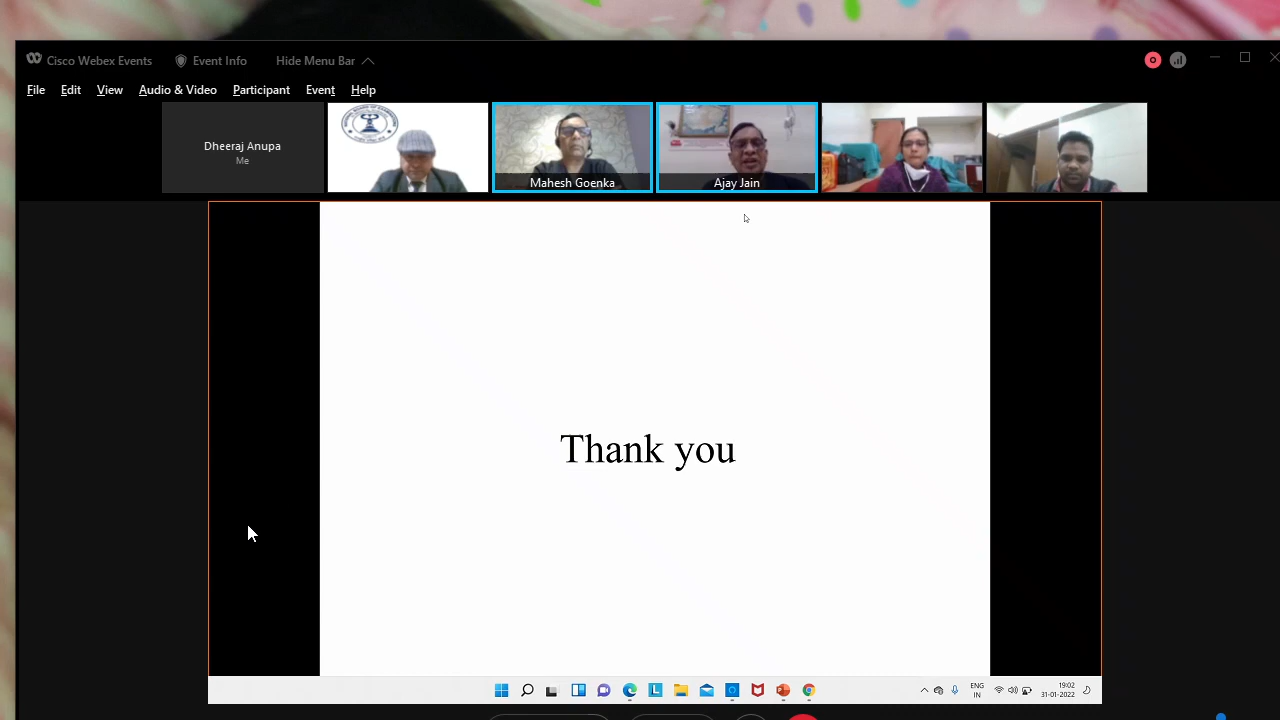 Cisco Webex Events
Event Info
Hide Menu Bar
File Edit View Audio & Video Participant Event Help
Dheeraj Anupa
Me
Mahesh Goenka
Ajay Jain
Thank you
ENG
IN
19:02
31-01-2022